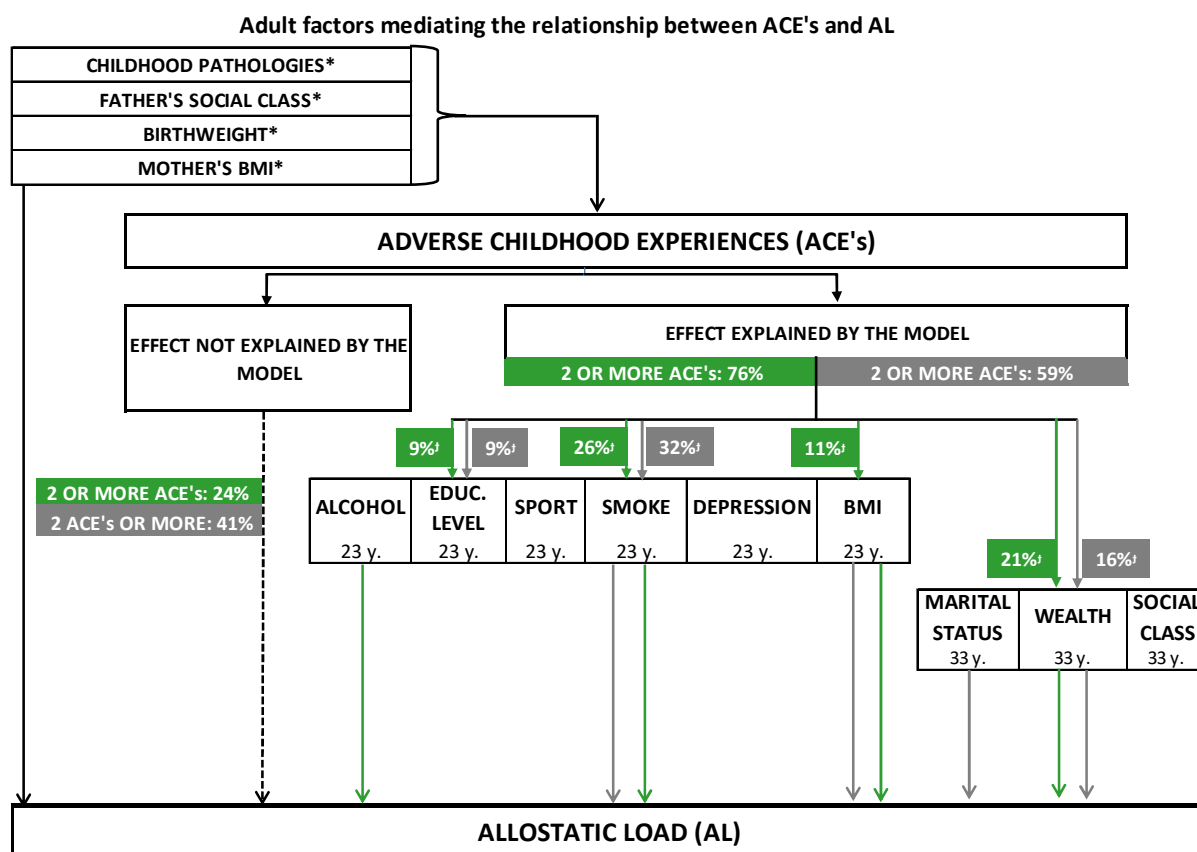 Adult factors mediating the relationship between ACE's and AL
CHILDHOOD PATHOLOGIES*
FATHER'S SOCIAL CLASS*
BIRTHWEIGHT*
MOTHER'S BMI*
ADVERSE CHILDHOOD EXPERIENCES (ACE's)
EFFECT NOT EXPLAINED BY THE
MODEL
EFFECT EXPLAINED BY THE MODEL
2 OR MORE ACE's: 76%
2 OR MORE ACE's: 59%
9%ᵗ
9%ᵗ
26%ᵗ
32%ᵗ
11%ᵗ
2 OR MORE ACE's: 24%
2 ACE's OR MORE: 41%
ALCOHOL
23 y.
EDUC.
LEVEL
23 y.
SPORT
23 y.
SMOKE
23 y.
DEPRESSION
23 y.
BMI
23 y.
21%ᵗ
16%ᵗ
MARITAL
STATUS
33 y.
WEALTH
33 y.
SOCIAL
CLASS
33 y.
ALLOSTATIC LOAD (AL)